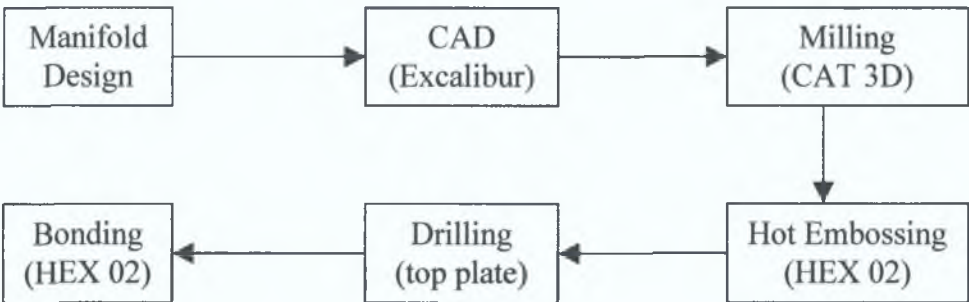 Manifold
Design
CAD
(Excalibur)
Milling
(CAT 3D)
Hot Embossing
(HEX 02)
Drilling
(top plate)
Bonding
(HEX 02)